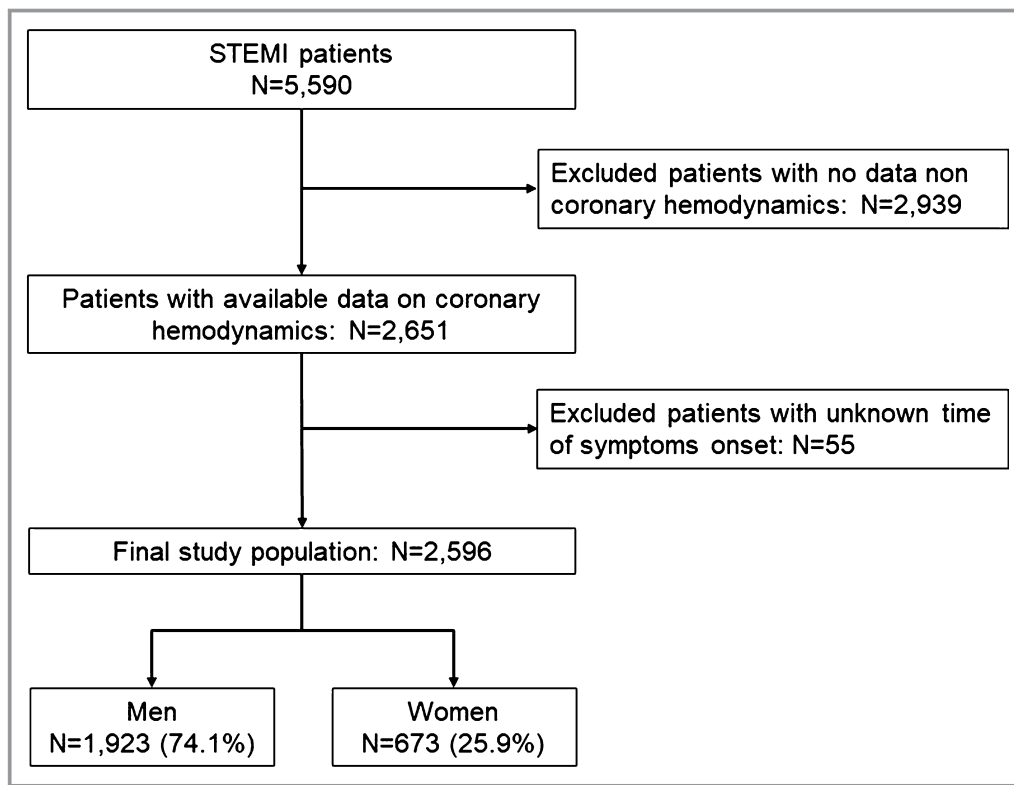 STEMI patients
N=5,590
Excluded patients with no data non
coronary hemodynamics: N=2,939
Patients with available data on coronary
hemodynamics: N=2,651
Excluded patients with unknown time
of symptoms onset: N=55
Final study population: N=2,596
Men
N=1,923 (74.1%)
Women
N=673 (25.9%)